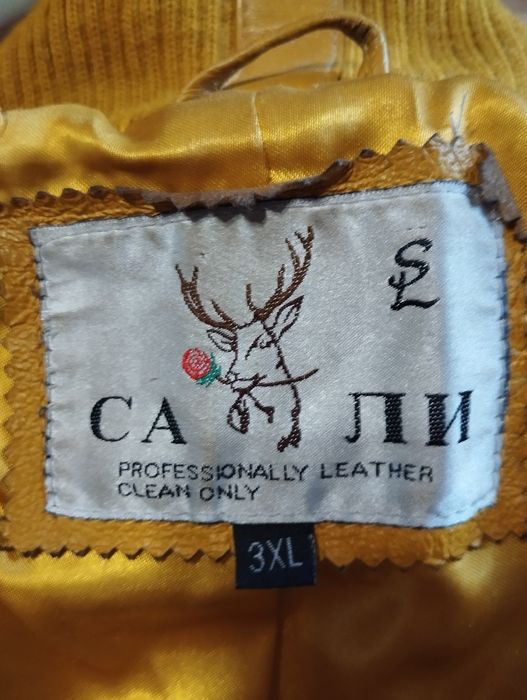 SL
СА ЛИ
PROFESSIONALLY LEATHER
CLEAN ONLY
3XL